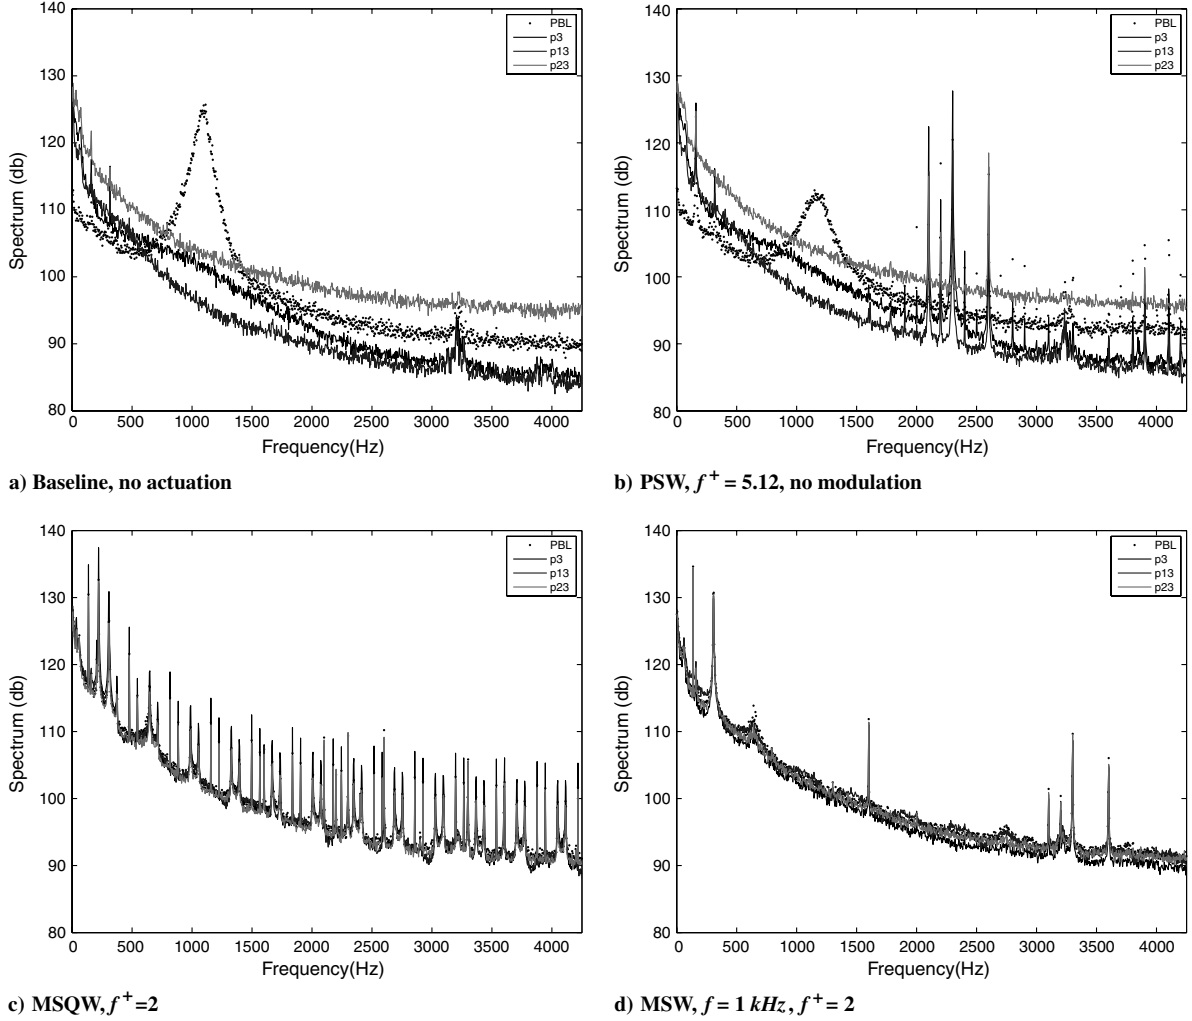 140
130
120
110
100
90
80
Spectrum (db)
0 500 1000 1500 2000 2500 3000 3500 4000
Frequency(Hz)
PBL
p3
p13
p23
a) Baseline, no actuation
140
130
120
110
100
90
80
Spectrum (db)
0 500 1000 1500 2000 2500 3000 3500 4000
Frequency(Hz)
PBL
p3
p13
p23
b) PSW, f+ = 5.12, no modulation
140
130
120
110
100
90
80
Spectrum (db)
0 500 1000 1500 2000 2500 3000 3500 4000
Frequency(Hz)
PBL
p3
p13
p23
c) MSQW, f+=2
140
130
120
110
100
90
80
Spectrum (db)
0 500 1000 1500 2000 2500 3000 3500 4000
Frequency(Hz)
PBL
p3
p13
p23
d) MSW, f = 1 kHz, f+ = 2